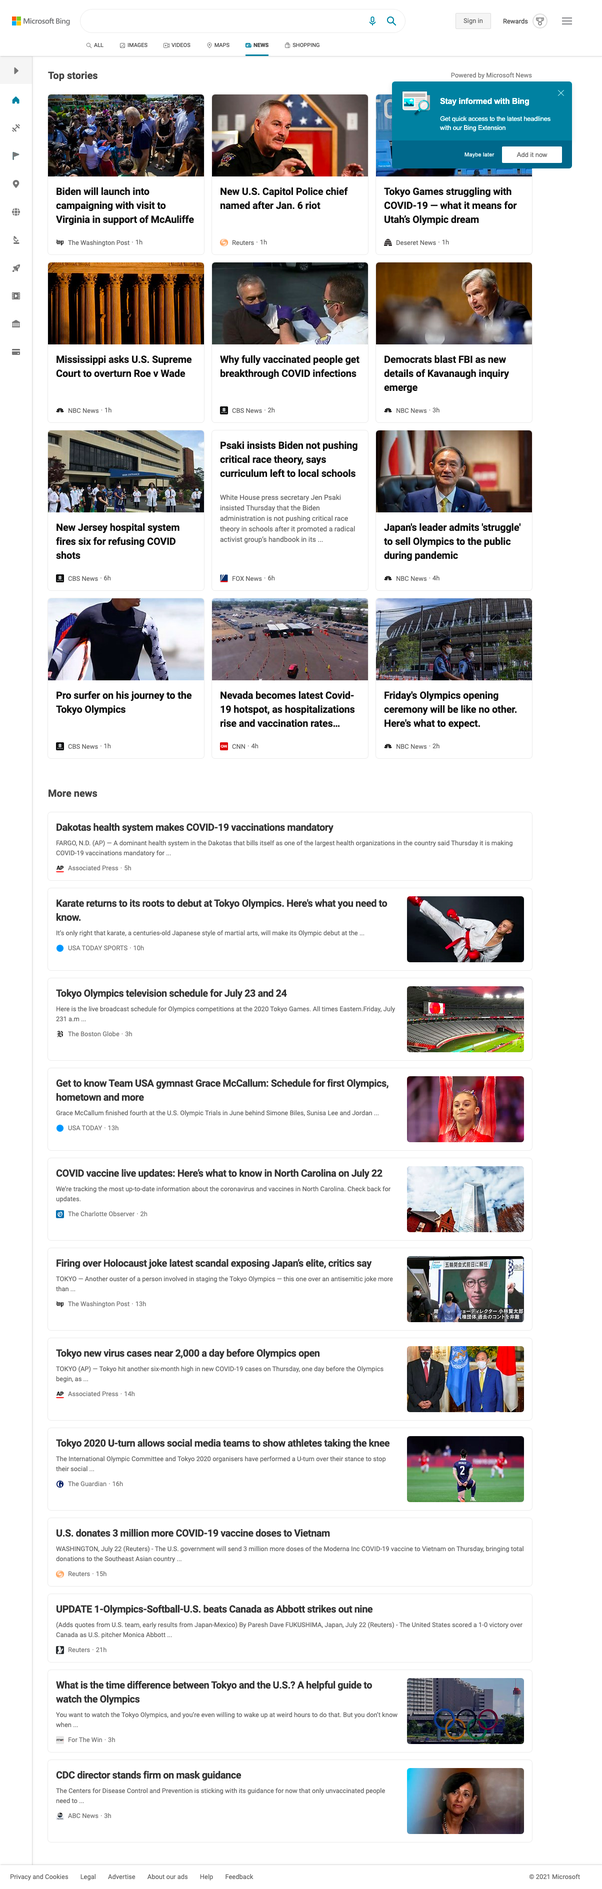 Microsoft Bing
Sign in
Rewards
ALL
IMAGES
VIDEOS
MAPS
NEWS
SHOPPING
Top stories
Powered by Microsoft News
Stay informed with Bing
Get quick access to the latest headlines
with our Bing Extension
Maybe later
Add it now
Biden will launch into
campaigning with visit to
Virginia in support of McAuliffe
The Washington Post · 1h
New U.S. Capitol Police chief
named after Jan. 6 riot
Reuters · 1h
Tokyo Games struggling with
COVID-19 — what it means for
Utah's Olympic dream
Deseret News · 1h
Mississippi asks U.S. Supreme
Court to overturn Roe v Wade
NBC News · 1h
Why fully vaccinated people get
breakthrough COVID infections
CBS News · 2h
Democrats blast FBI as new
details of Kavanaugh inquiry
emerge
NBC News · 3h
New Jersey hospital system
fires six for refusing COVID
shots
CBS News · 6h
Psaki insists Biden not pushing
critical race theory, says
curriculum left to local schools
White House press secretary Jen Psaki
insisted Thursday that the Biden
administration is not pushing critical race
theory in schools after it promoted a radical
activist group's handbook in its ...
FOX News · 6h
Japan's leader admits 'struggle'
to sell Olympics to the public
during pandemic
NBC News · 4h
Pro surfer on his journey to the
Tokyo Olympics
CBS News · 1h
Nevada becomes latest Covid-
19 hotspot, as hospitalizations
rise and vaccination rates...
CNN · 4h
Friday's Olympics opening
ceremony will be like no other.
Here's what to expect.
NBC News · 2h
More news
Dakotas health system makes COVID-19 vaccinations mandatory
FARGO, N.D. (AP) — A dominant health system in the Dakotas that bills itself as one of the largest health organizations in the country said Thursday it is making
COVID-19 vaccinations mandatory for ...
AP Associated Press · 5h
Karate returns to its roots to debut at Tokyo Olympics. Here's what you need to
know.
It's only right that karate, a centuries-old Japanese style of martial arts, will make its Olympic debut at the ...
USA TODAY SPORTS · 10h
Tokyo Olympics television schedule for July 23 and 24
Here is the live broadcast schedule for Olympics competitions at the 2020 Tokyo Games. All times Eastern.Friday, July
231 a.m ...
The Boston Globe · 3h
Get to know Team USA gymnast Grace McCallum: Schedule for first Olympics,
hometown and more
Grace McCallum finished fourth at the U.S. Olympic Trials in June behind Simone Biles, Sunisa Lee and Jordan ...
USA TODAY · 13h
COVID vaccine live updates: Here's what to know in North Carolina on July 22
We're tracking the most up-to-date information about the coronavirus and vaccines in North Carolina. Check back for
updates.
The Charlotte Observer · 2h
Firing over Holocaust joke latest scandal exposing Japan's elite, critics say
TOKYO — Another ouster of a person involved in staging the Tokyo Olympics — this one over an antisemitic joke more
than ...
The Washington Post · 13h
Tokyo new virus cases near 2,000 a day before Olympics open
TOKYO (AP) — Tokyo hit another six-month high in new COVID-19 cases on Thursday, one day before the Olympics
begin, as ...
AP Associated Press · 14h
Tokyo 2020 U-turn allows social media teams to show athletes taking the knee
The International Olympic Committee and Tokyo 2020 organisers have performed a U-turn over their stance to stop
their social ...
The Guardian · 16h
U.S. donates 3 million more COVID-19 vaccine doses to Vietnam
WASHINGTON, July 22 (Reuters) - The U.S. government will send 3 million more doses of the Moderna Inc COVID-19 vaccine to Vietnam on Thursday, bringing total
donations to the Southeast Asian country ...
Reuters · 15h
UPDATE 1-Olympics-Softball-U.S. beats Canada as Abbott strikes out nine
(Adds quotes from U.S. team, early results from Japan-Mexico) By Paresh Dave FUKUSHIMA, Japan, July 22 (Reuters) - The United States scored a 1-0 victory over
Canada as U.S. pitcher Monica Abbott ...
Reuters · 21h
What is the time difference between Tokyo and the U.S.? A helpful guide to
watch the Olympics
You want to watch the Tokyo Olympics, and you're even willing to wake up at weird hours to do that. But you don't know
when ...
For The Win · 3h
CDC director stands firm on mask guidance
The Centers for Disease Control and Prevention is sticking with its guidance for now that only unvaccinated people
need to ...
ABC News · 3h
Privacy and Cookies
Legal
Advertise
About our ads
Help
Feedback
© 2021 Microsoft